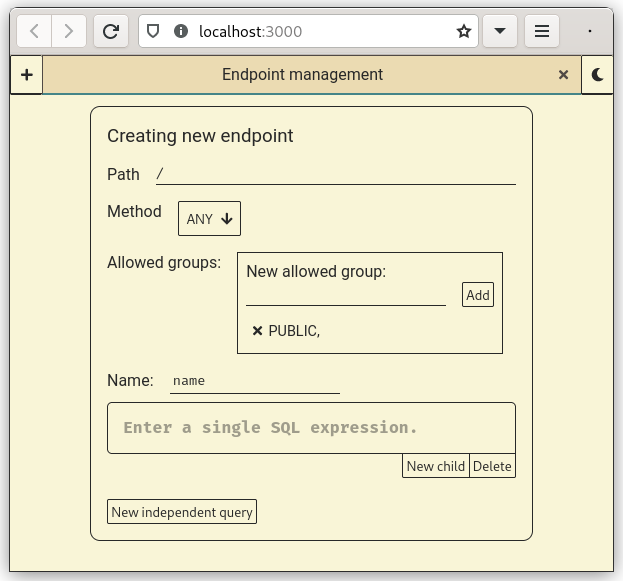 localhost:3000
Endpoint management
Creating new endpoint
Path /
Method ANY
Allowed groups:
New allowed group:
Add
PUBLIC,
Name: name
Enter a single SQL expression.
New child Delete
New independent query